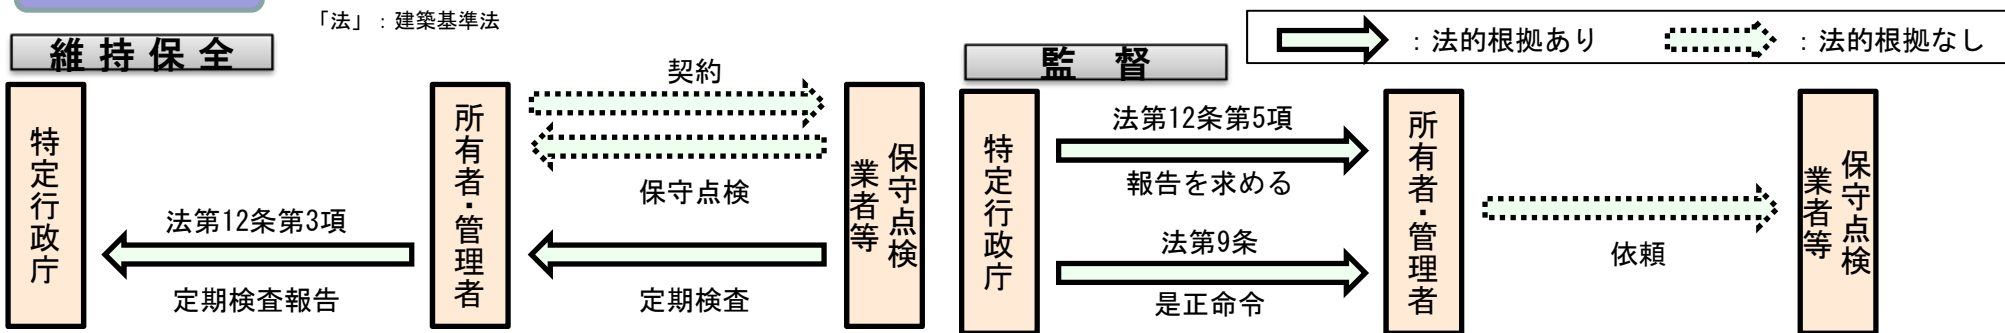 「法」：建築基準法
：法的根拠あり
：法的根拠なし
維持保全
特定行政庁
法第12条第3項
定期検査報告
所有者・管理者
契約
保守点検
定期検査
保守点検
業者等
監督
特定行政庁
法第12条第5項
報告を求める
法第9条
是正命令
所有者・管理者
依頼
保守点検
業者等